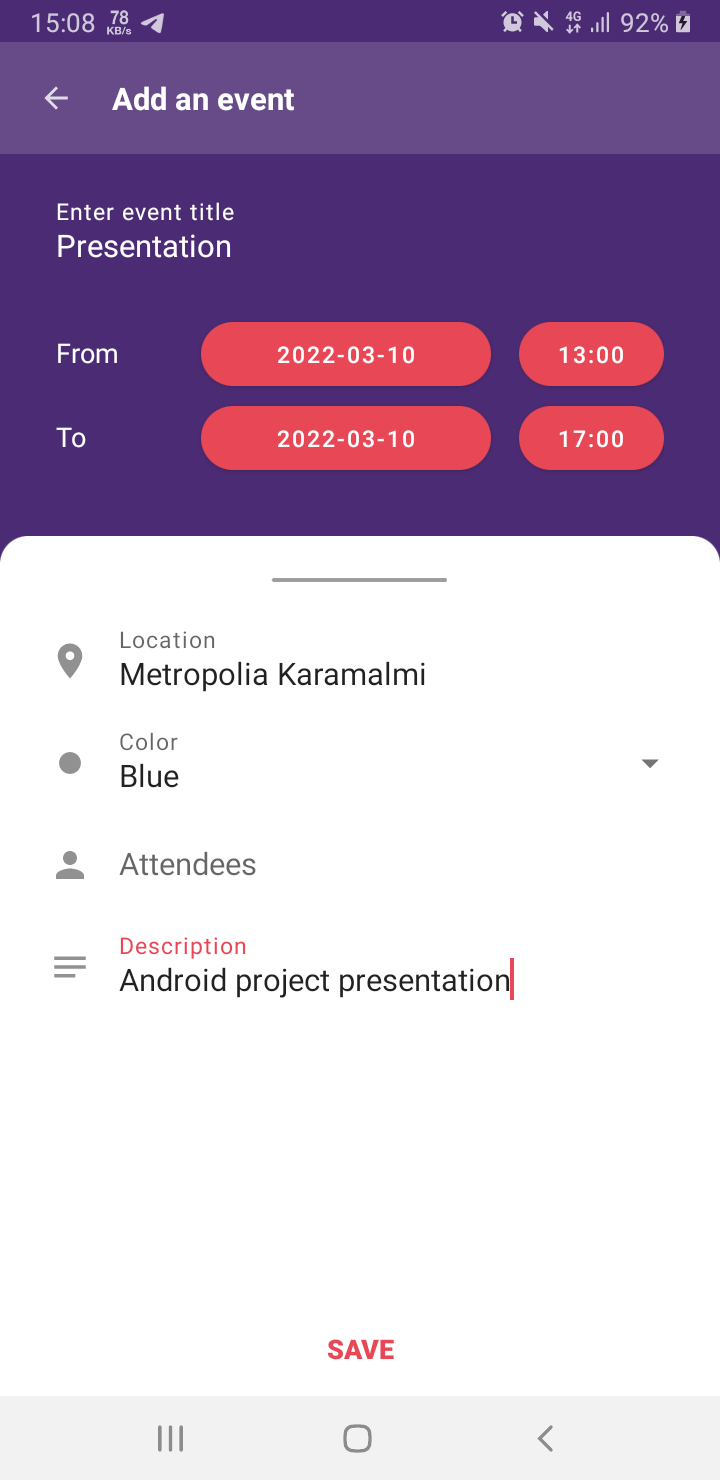 15:08 78 KB/s 4G 92%
Add an event
Enter event title
Presentation
From 2022-03-10 13:00
To 2022-03-10 17:00
Location
Metropolia Karamalmi
Color
Blue
Attendees
Description
Android project presentation
SAVE